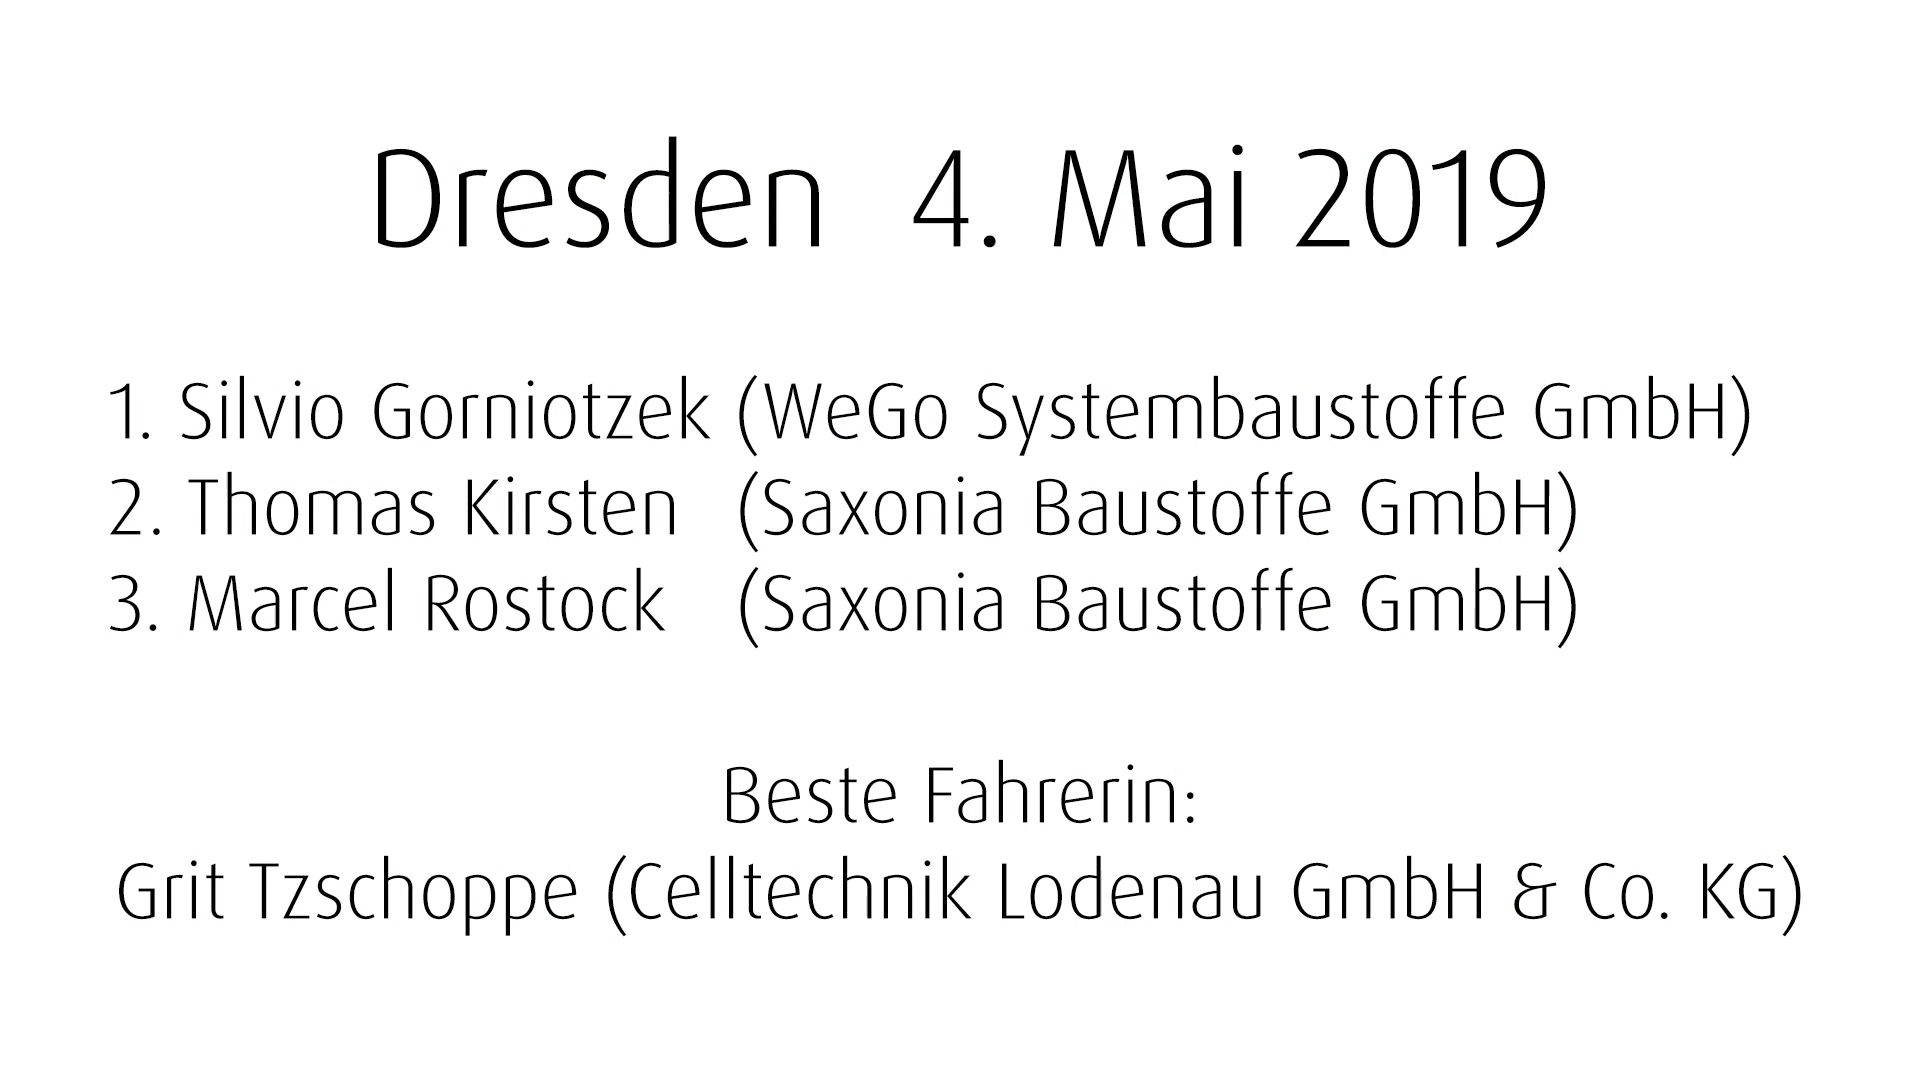 Dresden 4. Mai 2019
1. Silvio Gorniotzek (WeGo Systembaustoffe GmbH)
2. Thomas Kirsten (Saxonia Baustoffe GmbH)
3. Marcel Rostock (Saxonia Baustoffe GmbH)
Beste Fahrerin:
Grit Tzschoppe (Celltechnik Lodenau GmbH & Co. KG)